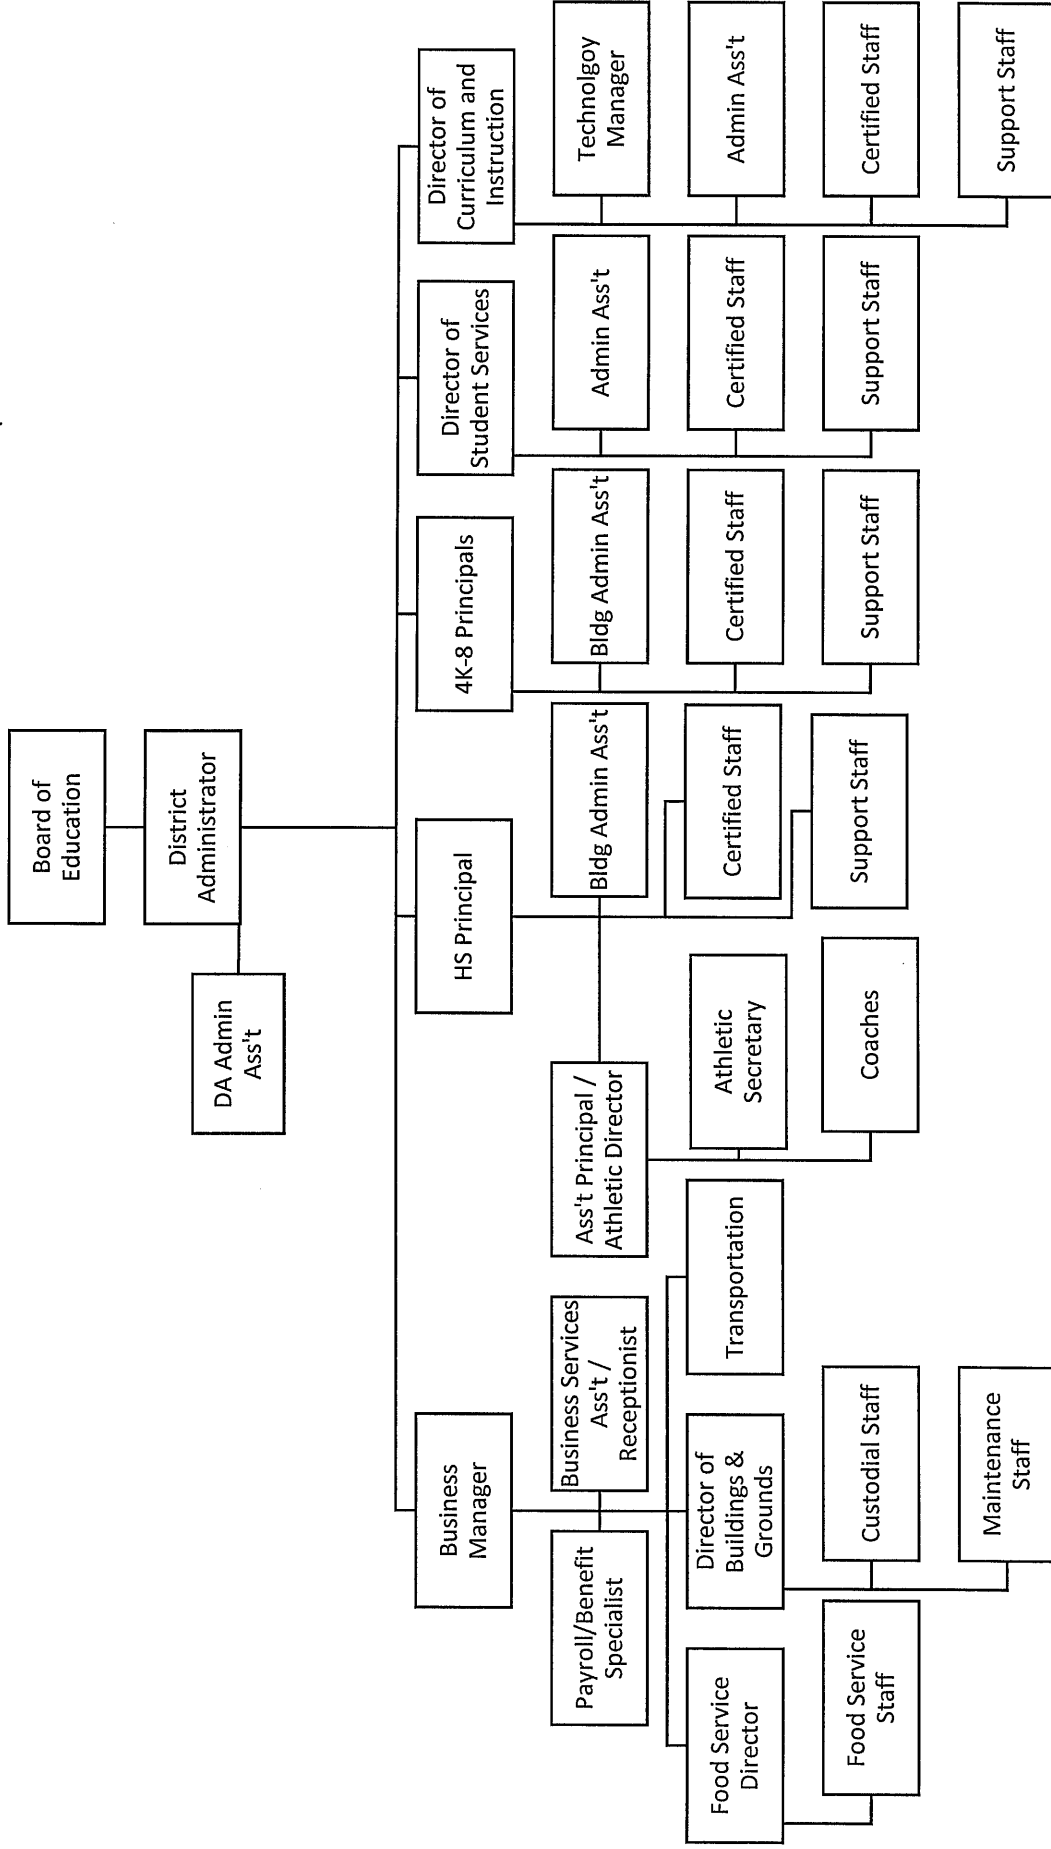 Board of
Education
District
Administrator
DA Admin
Ass't
Business
Manager
HS Principal
4K-8 Principals
Director of
Student Services
Director of
Curriculum and
Instruction
Payroll/Benefit
Specialist
Business Services
Ass't /
Receptionist
Ass't Principal /
Athletic Director
Bldg Admin Ass't
Bldg Admin Ass't
Admin Ass't
Technolgoy
Manager
Food Service
Director
Director of
Buildings &
Grounds
Transportation
Athletic
Secretary
Certified Staff
Certified Staff
Certified Staff
Admin Ass't
Food Service
Staff
Custodial Staff
Coaches
Support Staff
Support Staff
Support Staff
Certified Staff
Maintenance
Staff
Support Staff